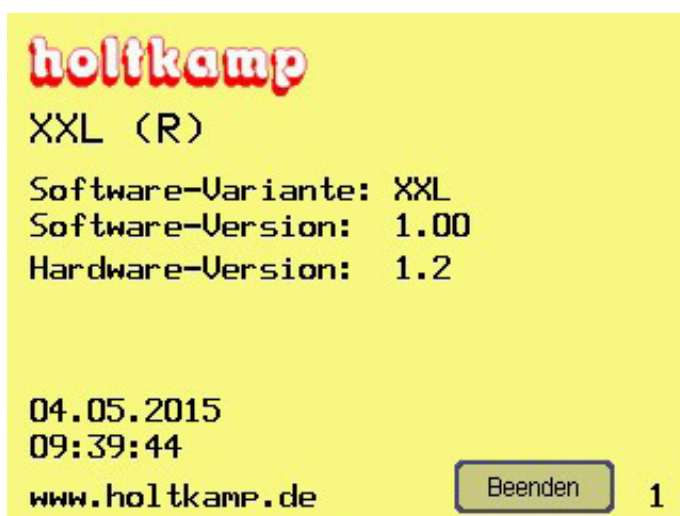 holtkamp
XXL (R)
Software-Variante: XXL
Software-Version: 1.00
Hardware-Version: 1.2
04.05.2015
09:39:44
www.holtkamp.de
Beenden
1